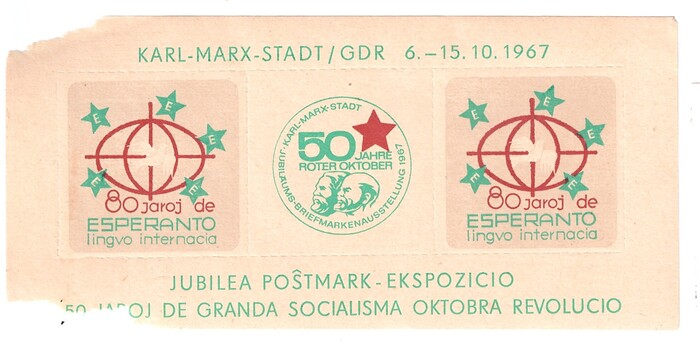 KARL-MARX-STADT/GDR 6.-15.10.1967
E
E
E
E
E
80 jaroj de
ESPERANTO
lingvo internacia
·KARL-MARX-STADT·
JUBILÄUMS-BRIEFMARKENAUSSTELLUNG 1967
50
JAHRE
ROTER OKTOBER
E
E
E
E
E
80 jaroj de
ESPERANTO
lingvo internacia
JUBILEA POŜTMARK-EKSPOZICIO
50 JAROJ DE GRANDA SOCIALISMA OKTOBRA REVOLUCIO